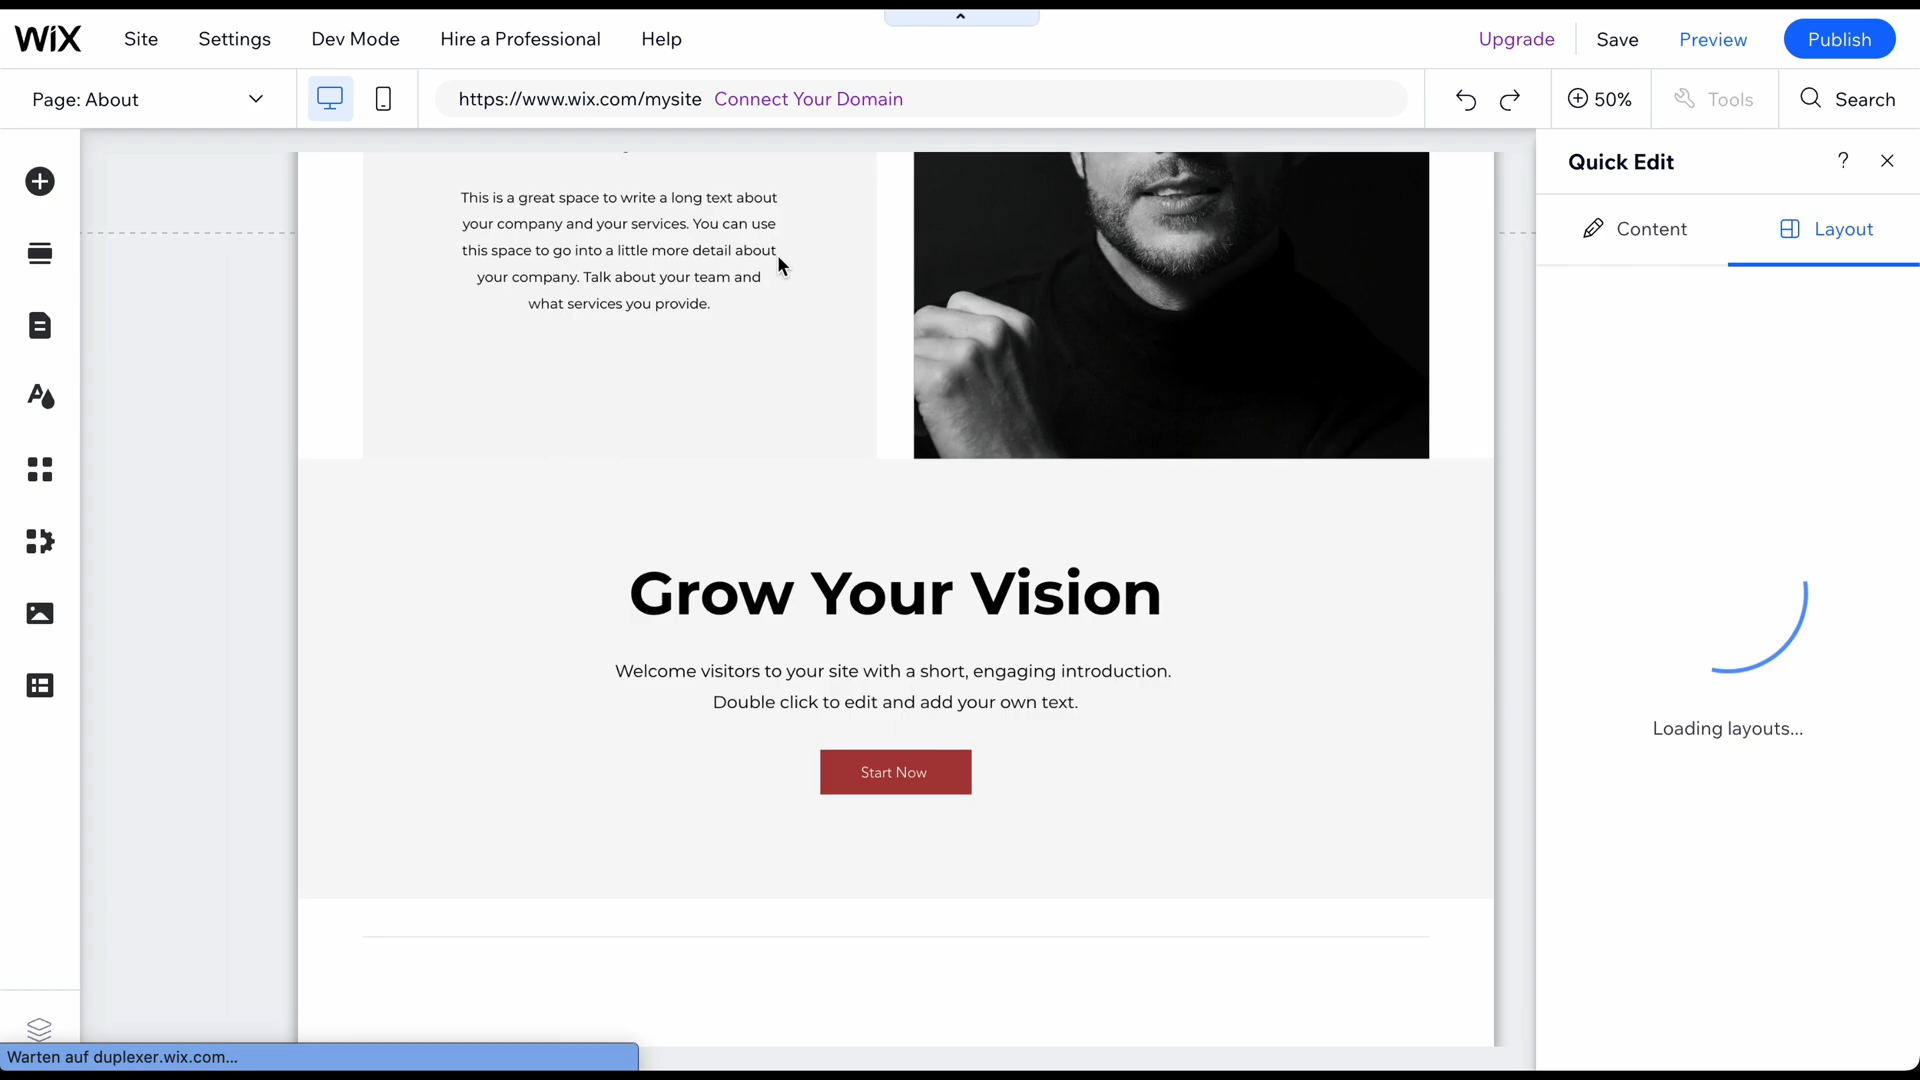 WiX
Site
Settings
Dev Mode
Hire a Professional
Help
Upgrade
Save
Preview
Publish
Page: About
https://www.wix.com/mysite
Connect Your Domain
50%
Tools
Search
Quick Edit
?
Content
Layout
This is a great space to write a long text about
your company and your services. You can use
this space to go into a little more detail about
your company. Talk about your team and
what services you provide.
Grow Your Vision
Welcome visitors to your site with a short, engaging introduction.
Double click to edit and add your own text.
Start Now
Loading layouts...
Warten auf duplexer.wix.com...